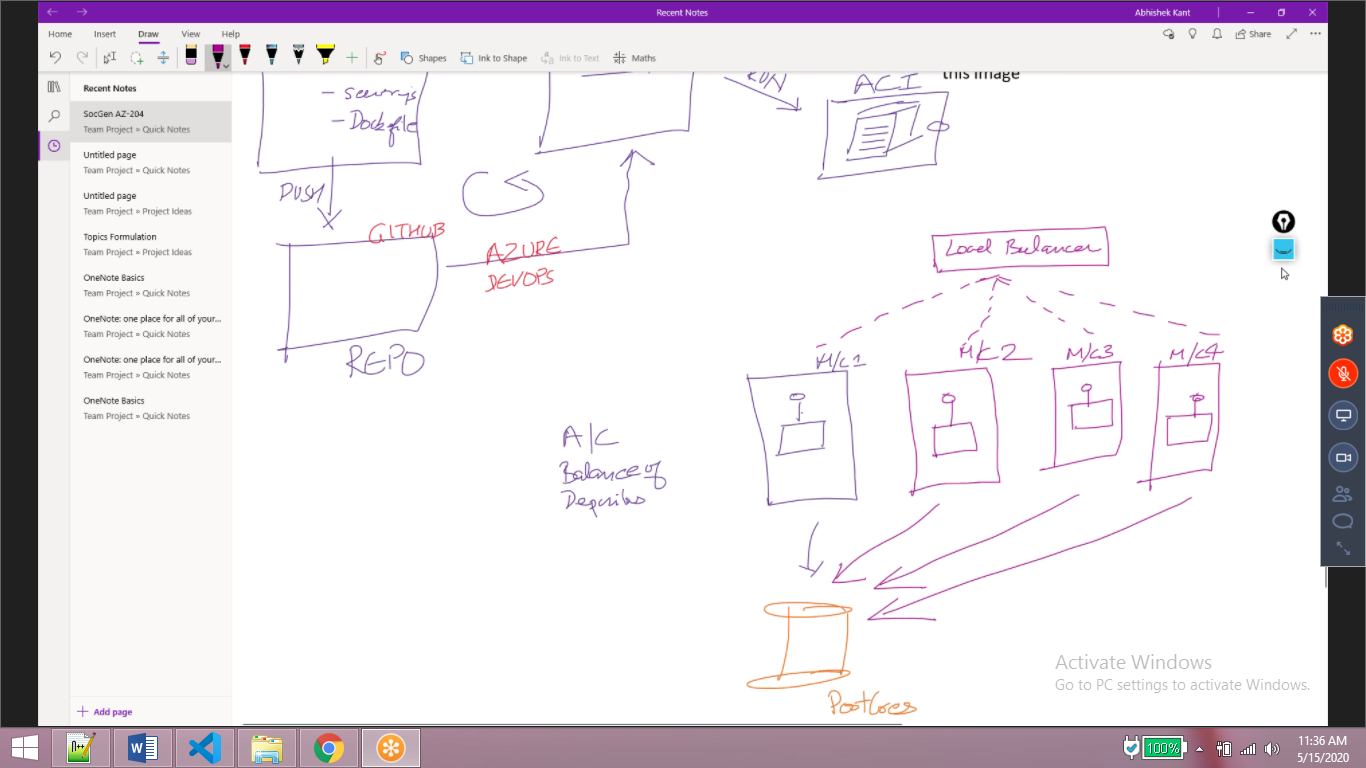 Recent Notes
Abhishek Kant
Home Insert Draw View Help
Share
Shapes
Ink to Shape
Ink to Text
Maths
Recent Notes
SocGen AZ-204
Team Project » Quick Notes
Untitled page
Team Project » Quick Notes
Untitled page
Team Project » Project Ideas
Topics Formulation
Team Project » Project Ideas
OneNote Basics
Team Project » Quick Notes
OneNote: one place for all of your...
Team Project » Quick Notes
OneNote: one place for all of your...
Team Project » Quick Notes
OneNote Basics
Team Project » Quick Notes
Add page
- Dockfile
PUSH
GITHUB
AZURE
DEVOPS
REPO
RUN
ACI
this image
Load Balancer
M/C1
M/C2
M/C3
M/C4
A/C
Balance of
PostGres
Activate Windows
Go to PC settings to activate Windows.
100%
11:36 AM
5/15/2020